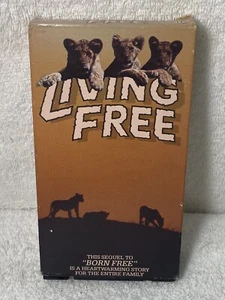 LIVING
FREE
THIS SEQUEL TO
"BORN FREE"
IS A HEARTWARMING STORY
FOR THE ENTIRE FAMILY